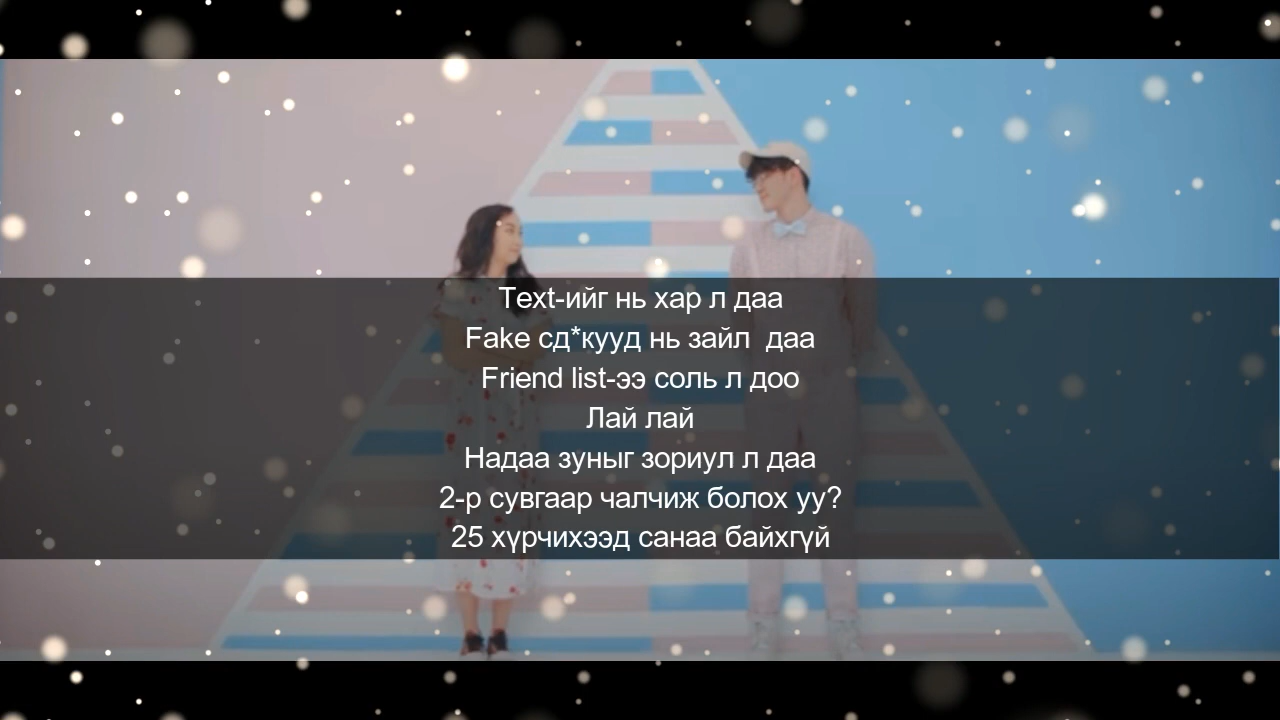 Text-ийг нь хар л даа
Fake сд*кууд нь зайл  даа
Friend list-ээ соль л доо
Лай лай
Надаа зуныг зориул л даа
2-р сувгаар чалчиж болох уу?
25 хүрчихээд санаа байхгүй